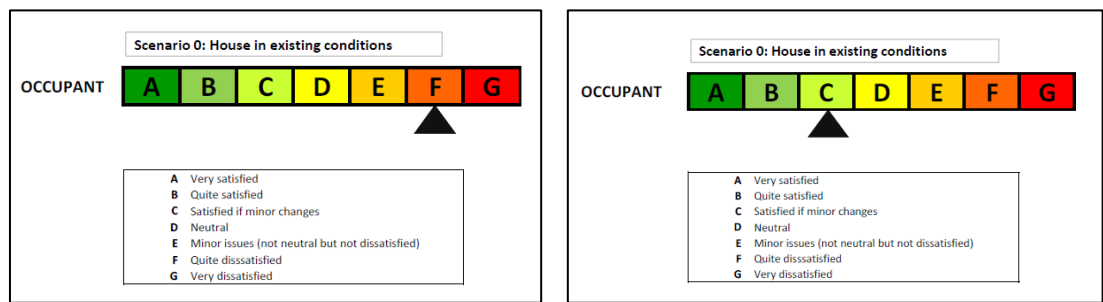 Scenario 0: House in existing conditions
OCCUPANT A B C D E F G
A Very satisfied
B Quite satisfied
C Satisfied if minor changes
D Neutral
E Minor issues (not neutral but not dissatisfied)
F Quite disssatisfied
G Very dissatisfied
Scenario 0: House in existing conditions
OCCUPANT A B C D E F G
A Very satisfied
B Quite satisfied
C Satisfied if minor changes
D Neutral
E Minor issues (not neutral but not dissatisfied)
F Quite disssatisfied
G Very dissatisfied